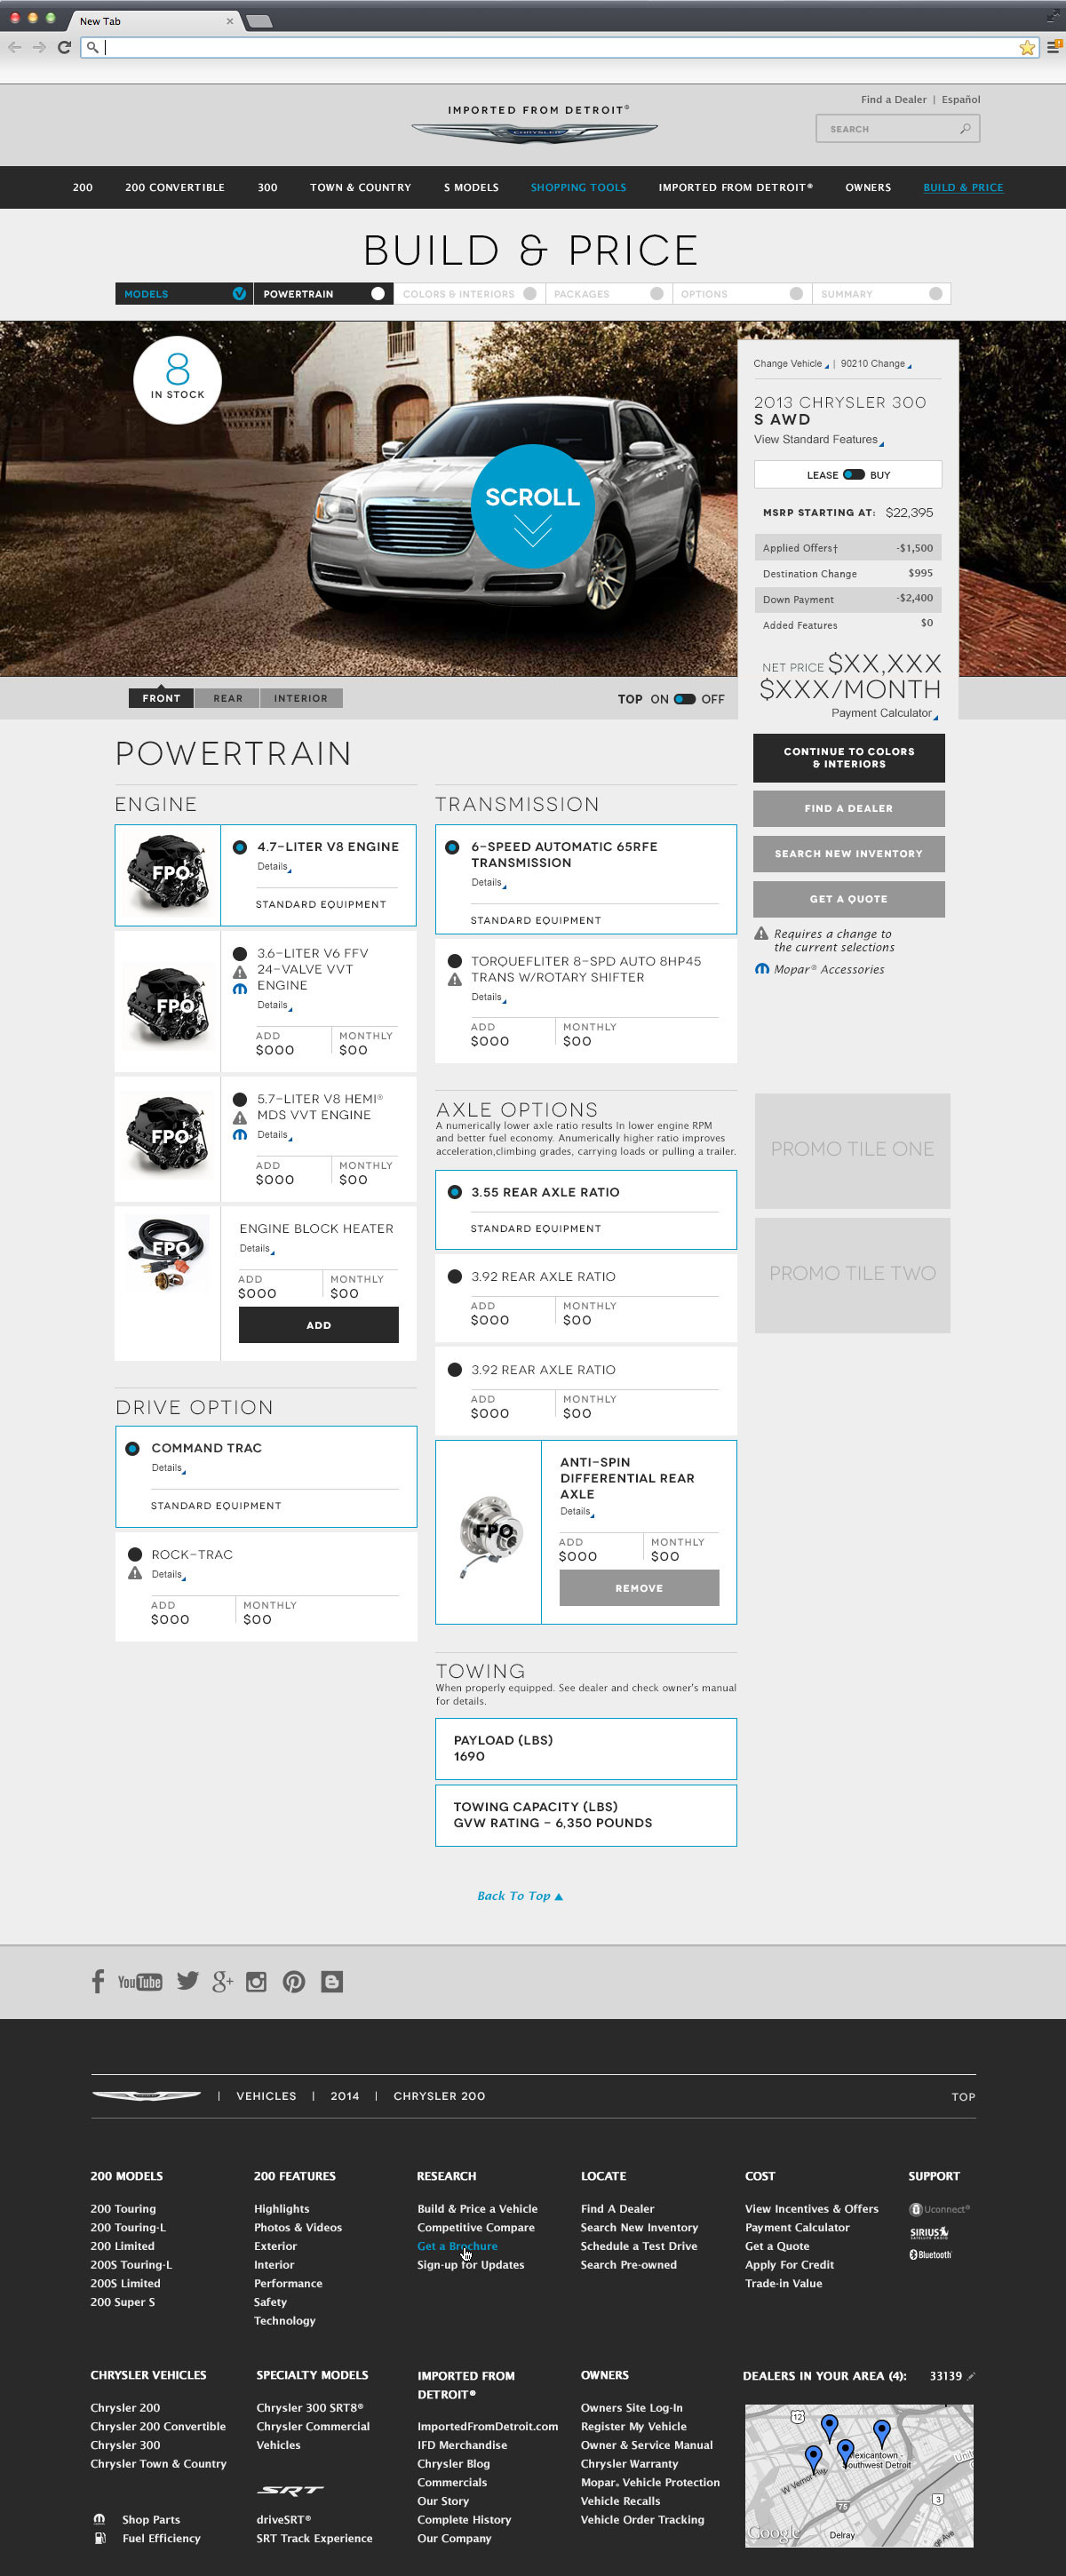 New Tab
IMPORTED FROM DETROIT®
CHRYSLER
Find a Dealer | Español
SEARCH
200 200 CONVERTIBLE 300 TOWN & COUNTRY S MODELS SHOPPING TOOLS IMPORTED FROM DETROIT® OWNERS BUILD & PRICE
BUILD & PRICE
MODELS POWERTRAIN COLORS & INTERIORS PACKAGES OPTIONS SUMMARY
8
IN STOCK
SCROLL
Change Vehicle | 90210 Change
2013 CHRYSLER 300
S AWD
View Standard Features
LEASE BUY
MSRP STARTING AT: $22,395
Applied Offers† -$1,500
Destination Change $995
Down Payment -$2,400
Added Features $0
NET PRICE $XX,XXX
$XXX/MONTH
Payment Calculator
FRONT REAR INTERIOR
TOP ON OFF
CONTINUE TO COLORS
& INTERIORS
FIND A DEALER
SEARCH NEW INVENTORY
GET A QUOTE
Requires a change to
the current selections
Mopar® Accessories
PROMO TILE ONE
PROMO TILE TWO
POWERTRAIN
ENGINE
FPO
4.7-LITER V8 ENGINE
Details
STANDARD EQUIPMENT
FPO
3.6-LITER V6 FFV
24-VALVE VVT
ENGINE
Details
ADD MONTHLY
$000 $00
FPO
5.7-LITER V8 HEMI®
MDS VVT ENGINE
Details
ADD MONTHLY
$000 $00
FPO
ENGINE BLOCK HEATER
Details
ADD MONTHLY
$000 $00
ADD
DRIVE OPTION
COMMAND TRAC
Details
STANDARD EQUIPMENT
ROCK-TRAC
Details
ADD MONTHLY
$000 $00
TRANSMISSION
6-SPEED AUTOMATIC 65RFE
TRANSMISSION
Details
STANDARD EQUIPMENT
TORQUEFLITER 8-SPD AUTO 8HP45
TRANS W/ROTARY SHIFTER
Details
ADD MONTHLY
$000 $00
AXLE OPTIONS
A numerically lower axle ratio results In lower engine RPM
and better fuel economy. Anumerically higher ratio improves
acceleration,climbing grades, carrying loads or pulling a trailer.
3.55 REAR AXLE RATIO
STANDARD EQUIPMENT
3.92 REAR AXLE RATIO
ADD MONTHLY
$000 $00
3.92 REAR AXLE RATIO
ADD MONTHLY
$000 $00
FPO
ANTI-SPIN
DIFFERENTIAL REAR
AXLE
Details
ADD MONTHLY
$000 $00
REMOVE
TOWING
When properly equipped. See dealer and check owner's manual
for details.
PAYLOAD (LBS)
1690
TOWING CAPACITY (LBS)
GVW RATING - 6,350 POUNDS
Back To Top
YouTube
| VEHICLES | 2014 | CHRYSLER 200 TOP
200 MODELS
200 Touring
200 Touring-L
200 Limited
200S Touring-L
200S Limited
200 Super S
200 FEATURES
Highlights
Photos & Videos
Exterior
Interior
Performance
Safety
Technology
RESEARCH
Build & Price a Vehicle
Competitive Compare
Get a Brochure
Sign-up for Updates
LOCATE
Find A Dealer
Search New Inventory
Schedule a Test Drive
Search Pre-owned
COST
View Incentives & Offers
Payment Calculator
Get a Quote
Apply For Credit
Trade-in Value
SUPPORT
Uconnect®
SIRIUS
Bluetooth
CHRYSLER VEHICLES
Chrysler 200
Chrysler 200 Convertible
Chrysler 300
Chrysler Town & Country
Shop Parts
Fuel Efficiency
SPECIALTY MODELS
Chrysler 300 SRT8®
Chrysler Commercial
Vehicles
SRT
driveSRT®
SRT Track Experience
IMPORTED FROM
DETROIT®
ImportedFromDetroit.com
IFD Merchandise
Chrysler Blog
Commercials
Our Story
Complete History
Our Company
OWNERS
Owners Site Log-In
Register My Vehicle
Owner & Service Manual
Chrysler Warranty
Mopar® Vehicle Protection
Vehicle Recalls
Vehicle Order Tracking
DEALERS IN YOUR AREA (4): 33139
12
Mexicantown -
Southwest Detroit
W Vernor Hwy
75
3
Google
Delray